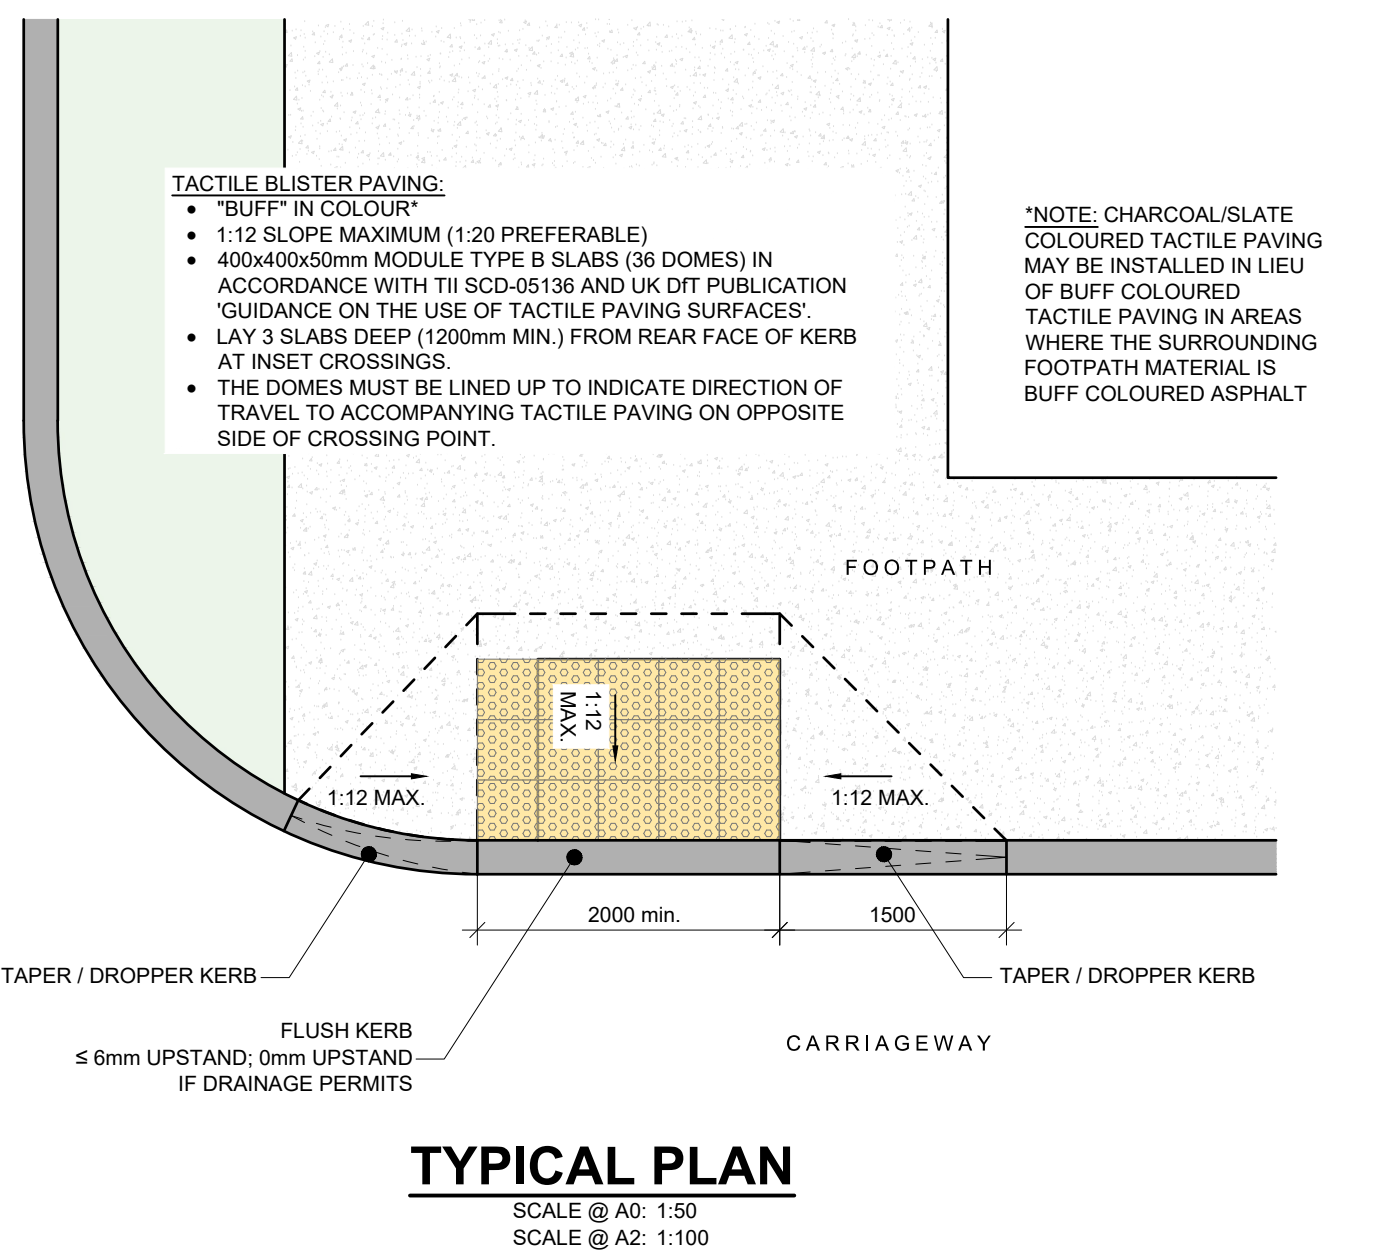 TACTILE BLISTER PAVING:
• "BUFF" IN COLOUR*
• 1:12 SLOPE MAXIMUM (1:20 PREFERABLE)
• 400x400x50mm MODULE TYPE B SLABS (36 DOMES) IN
ACCORDANCE WITH TII SCD-05136 AND UK DfT PUBLICATION
'GUIDANCE ON THE USE OF TACTILE PAVING SURFACES'.
• LAY 3 SLABS DEEP (1200mm MIN.) FROM REAR FACE OF KERB
AT INSET CROSSINGS.
• THE DOMES MUST BE LINED UP TO INDICATE DIRECTION OF
TRAVEL TO ACCOMPANYING TACTILE PAVING ON OPPOSITE
SIDE OF CROSSING POINT.
*NOTE: CHARCOAL/SLATE
COLOURED TACTILE PAVING
MAY BE INSTALLED IN LIEU
OF BUFF COLOURED
TACTILE PAVING IN AREAS
WHERE THE SURROUNDING
FOOTPATH MATERIAL IS
BUFF COLOURED ASPHALT
FOOTPATH
1:12
MAX.
1:12 MAX.
1:12 MAX.
2000 min.
1500
TAPER / DROPPER KERB
TAPER / DROPPER KERB
FLUSH KERB
≤ 6mm UPSTAND; 0mm UPSTAND
IF DRAINAGE PERMITS
CARRIAGEWAY
TYPICAL PLAN
SCALE @ A0: 1:50
SCALE @ A2: 1:100